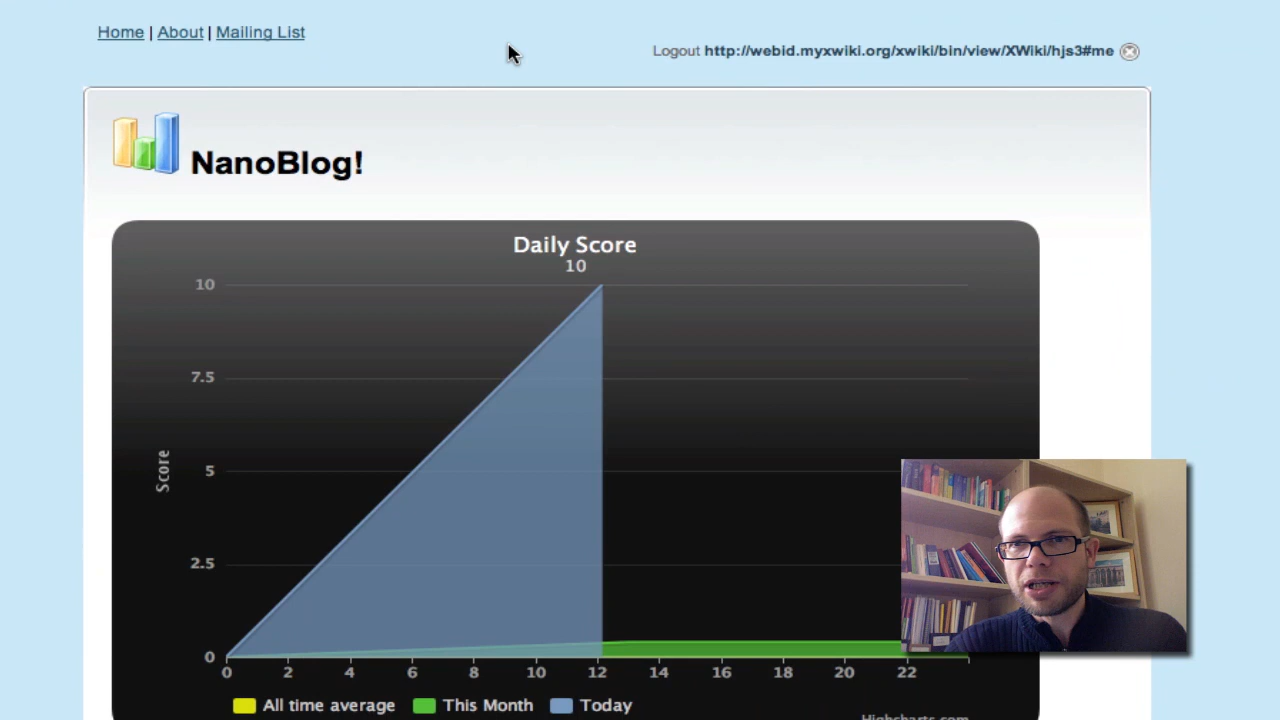 Home | About | Mailing List
Logout http://webid.myxwiki.org/xwiki/bin/view/XWiki/hjs3#me
NanoBlog!
Daily Score
10
10
7.5
5
2.5
0
Score
0 2 4 6 8 10 12 14 16 18 20 22
All time average This Month Today
Highcharts.com